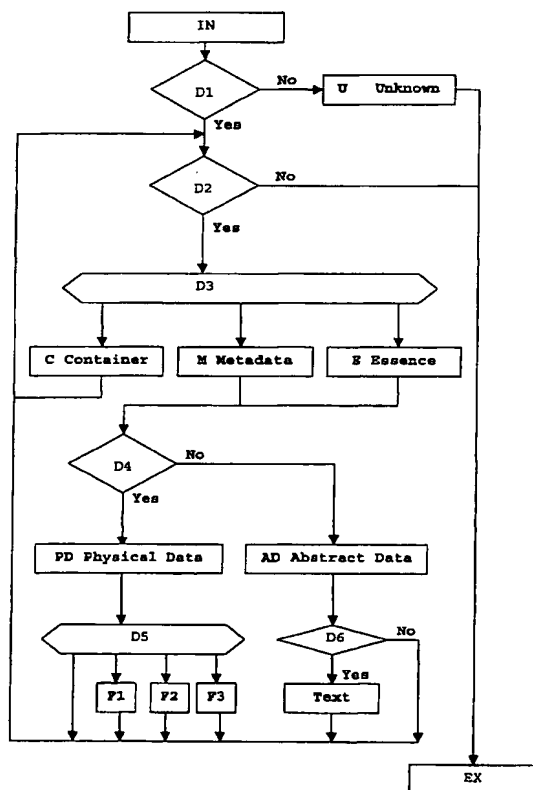 IN
D1
No
U Unknown
Yes
D2
No
Yes
D3
C Container
M Metadata
E Essence
D4
No
Yes
PD Physical Data
AD Abstract Data
D5
D6
No
Yes
F1
F2
F3
Text
EX